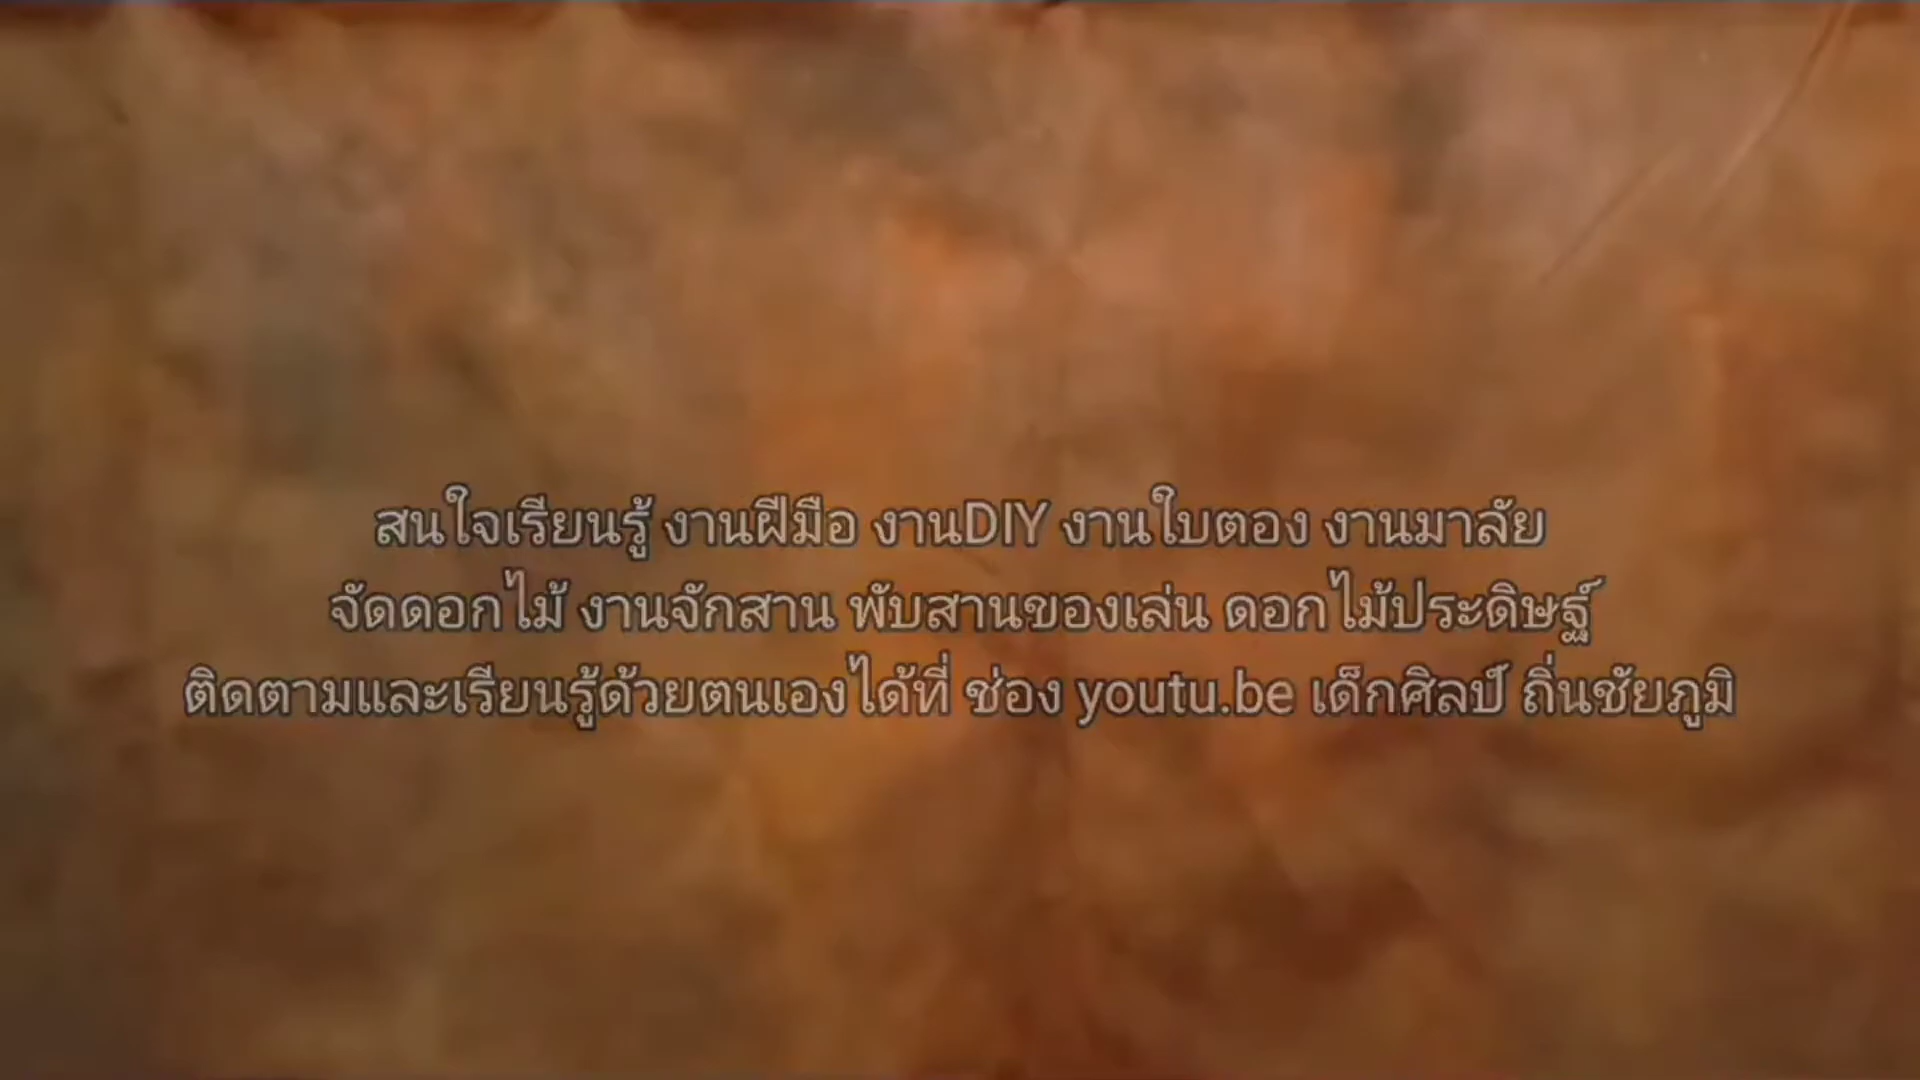 สนใจเรียนรู้ งานฝีมือ งานDIY งานใบตอง งานมาลัย
จัดดอกไม้ งานจักสาน พับสานของเล่น ดอกไม้ประดิษฐ์
ติดตามและเรียนรู้ด้วยตนเองได้ที่ ช่อง youtu.be เด็กศิลป์ ถิ่นชัยภูมิ